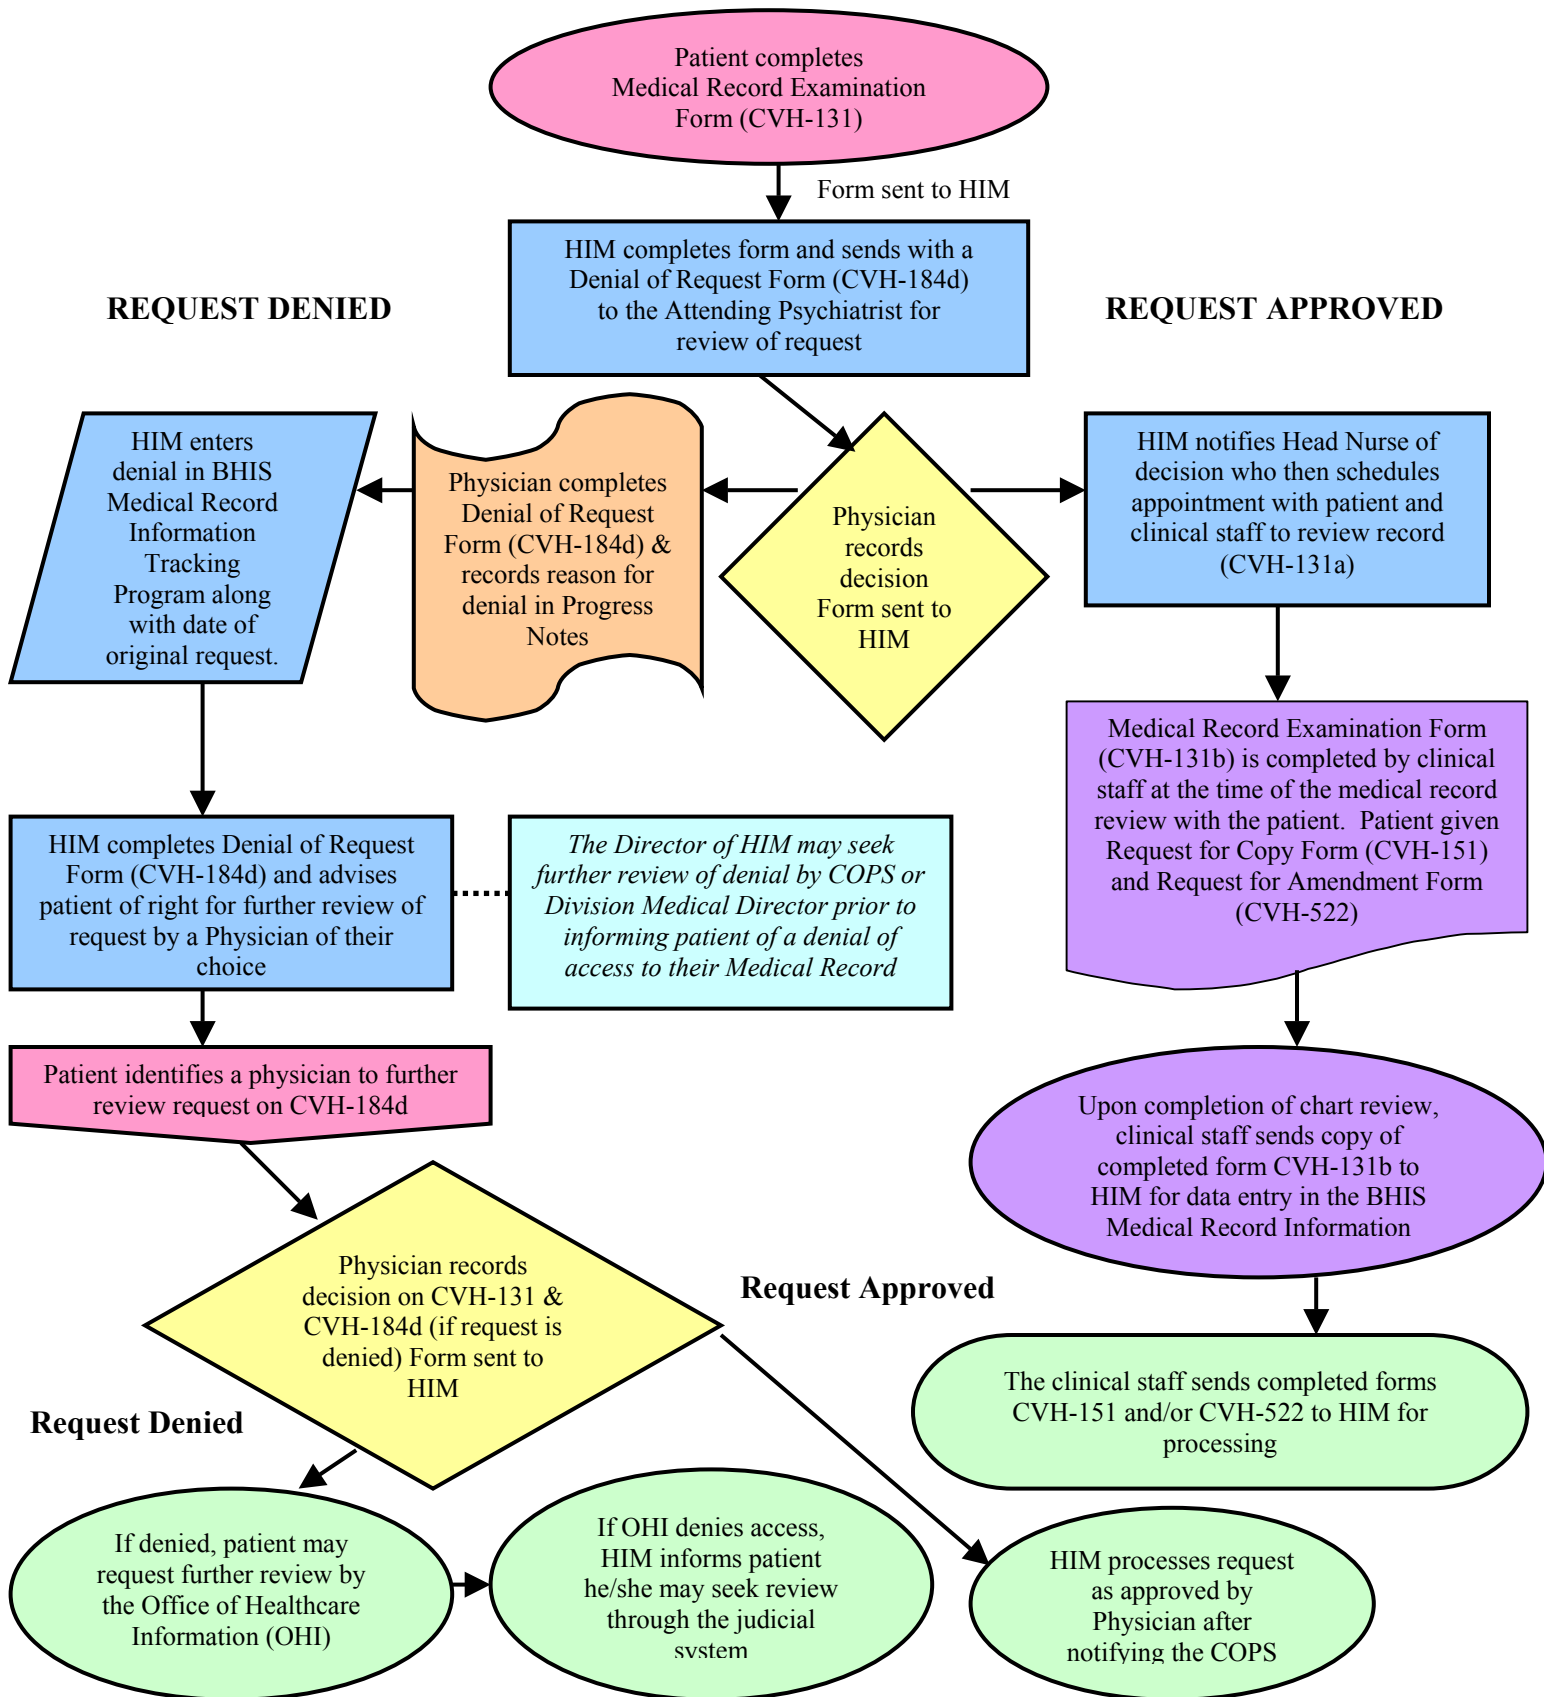 Patient completes
Medical Record Examination
Form (CVH-131)
Form sent to HIM
HIM completes form and sends with a
Denial of Request Form (CVH-184d)
to the Attending Psychiatrist for
review of request
REQUEST DENIED
REQUEST APPROVED
HIM enters
denial in BHIS
Medical Record
Information
Tracking
Program along
with date of
original request.
Physician completes
Denial of Request
Form (CVH-184d) &
records reason for
denial in Progress
Notes
Physician
records
decision
Form sent to
HIM
HIM notifies Head Nurse of
decision who then schedules
appointment with patient and
clinical staff to review record
(CVH-131a)
Medical Record Examination Form
(CVH-131b) is completed by clinical
staff at the time of the medical record
review with the patient.  Patient given
Request for Copy Form (CVH-151)
and Request for Amendment Form
(CVH-522)
HIM completes Denial of Request
Form (CVH-184d) and advises
patient of right for further review of
request by a Physician of their
choice
The Director of HIM may seek
further review of denial by COPS or
Division Medical Director prior to
informing patient of a denial of
access to their Medical Record
Patient identifies a physician to further
review request on CVH-184d
Upon completion of chart review,
clinical staff sends copy of
completed form CVH-131b to
HIM for data entry in the BHIS
Medical Record Information
Physician records
decision on CVH-131 &
CVH-184d (if request is
denied) Form sent to
HIM
Request Approved
Request Denied
The clinical staff sends completed forms
CVH-151 and/or CVH-522 to HIM for
processing
If denied, patient may
request further review by
the Office of Healthcare
Information (OHI)
If OHI denies access,
HIM informs patient
he/she may seek review
through the judicial
system
HIM processes request
as approved by
Physician after
notifying the COPS